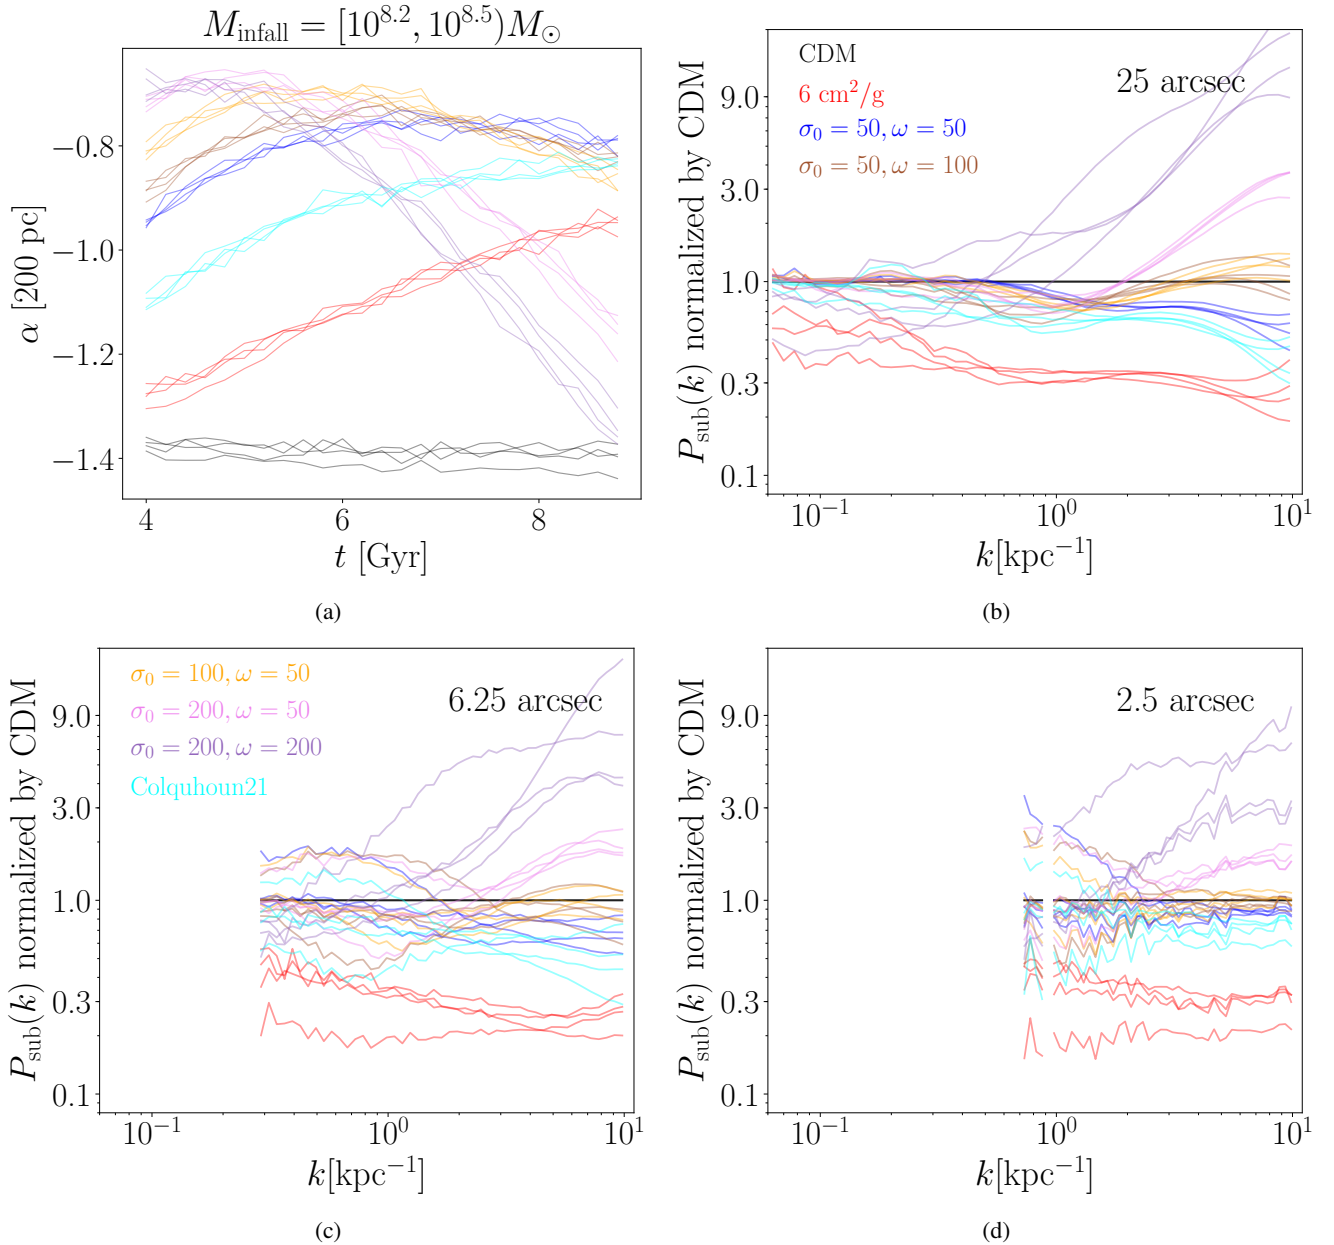 M_infall = [10^8.2, 10^8.5)M_⊙
−0.8
−1.0
−1.2
−1.4
α [200 pc]
4 6 8
t [Gyr]
(a)
CDM
6 cm²/g
σ₀ = 50, ω = 50
σ₀ = 50, ω = 100
25 arcsec
9.0
3.0
1.0
0.3
0.1
P_sub(k) normalized by CDM
10⁻¹ 10⁰ 10¹
k[kpc⁻¹]
(b)
σ₀ = 100, ω = 50
σ₀ = 200, ω = 50
σ₀ = 200, ω = 200
Colquhoun21
6.25 arcsec
9.0
3.0
1.0
0.3
0.1
P_sub(k) normalized by CDM
10⁻¹ 10⁰ 10¹
k[kpc⁻¹]
(c)
2.5 arcsec
9.0
3.0
1.0
0.3
0.1
P_sub(k) normalized by CDM
10⁻¹ 10⁰ 10¹
k[kpc⁻¹]
(d)